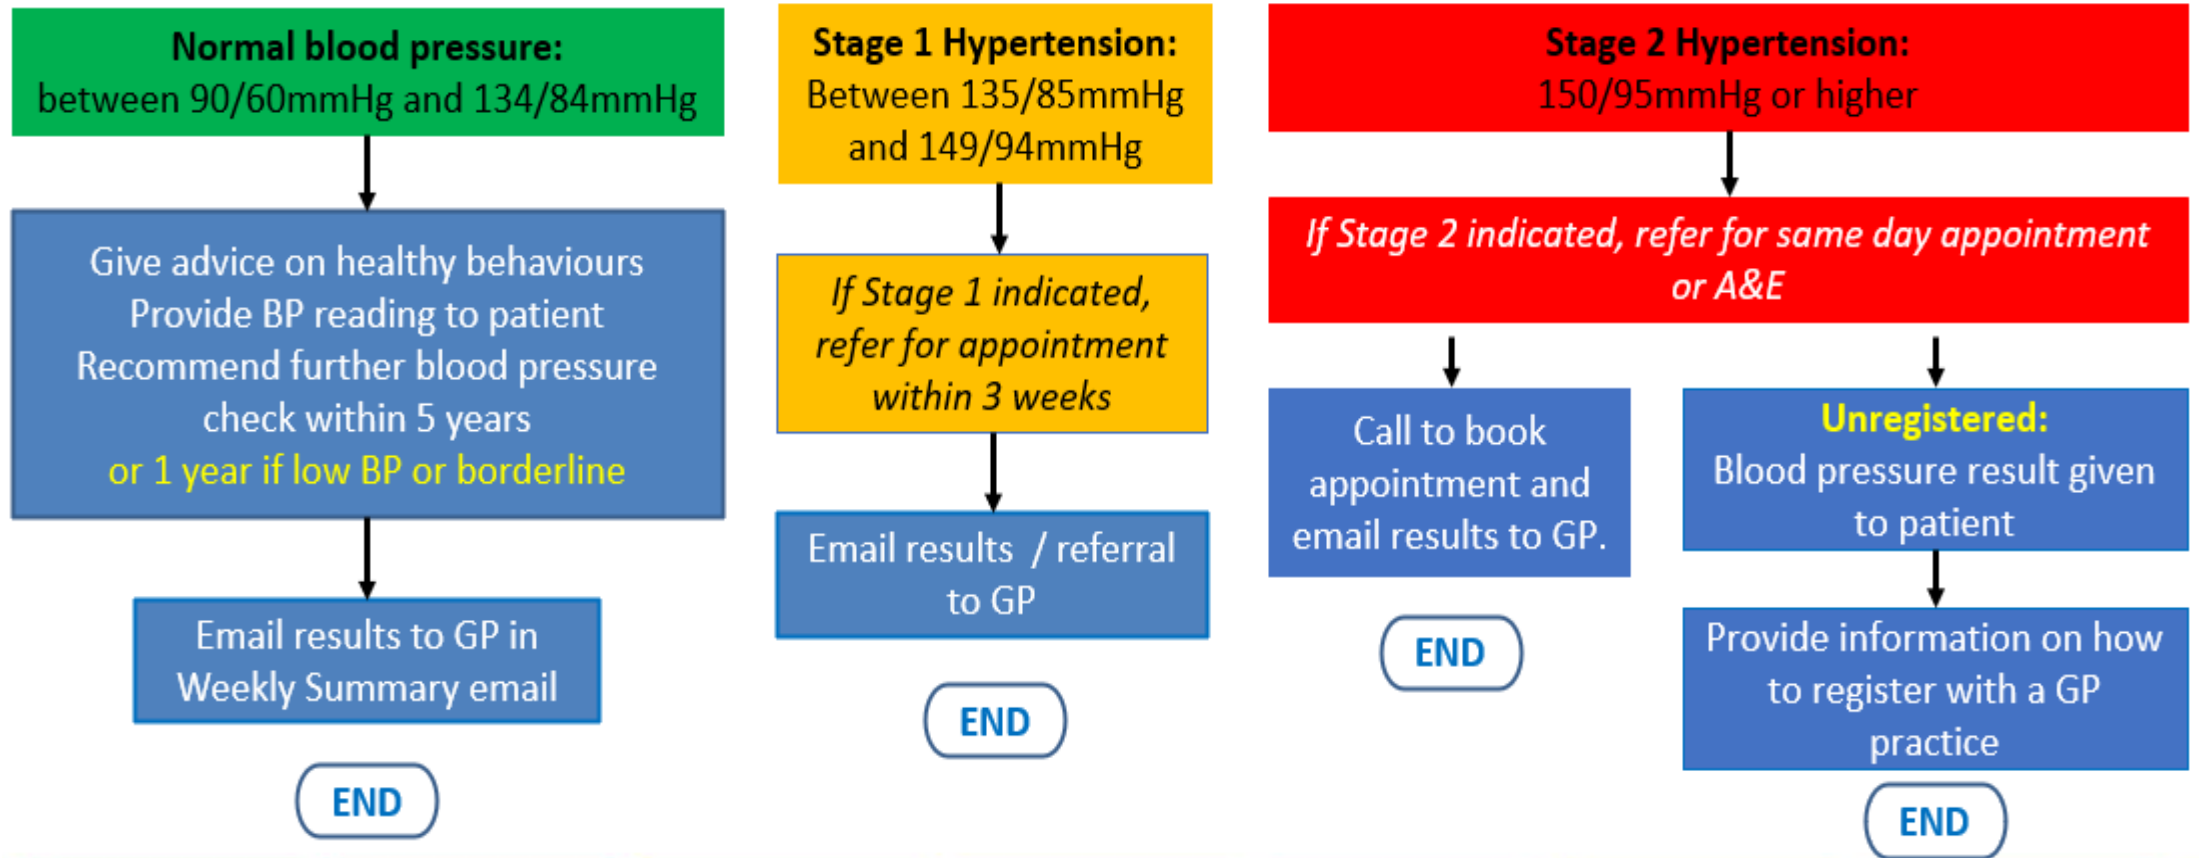 Normal blood pressure:
between 90/60mmHg and 134/84mmHg
Give advice on healthy behaviours
Provide BP reading to patient
Recommend further blood pressure
check within 5 years
or 1 year if low BP or borderline
Email results to GP in
Weekly Summary email
END
Stage 1 Hypertension:
Between 135/85mmHg
and 149/94mmHg
If Stage 1 indicated,
refer for appointment
within 3 weeks
Email results / referral
to GP
END
Stage 2 Hypertension:
150/95mmHg or higher
If Stage 2 indicated, refer for same day appointment
or A&E
Call to book
appointment and
email results to GP.
END
Unregistered:
Blood pressure result given
to patient
Provide information on how
to register with a GP
practice
END